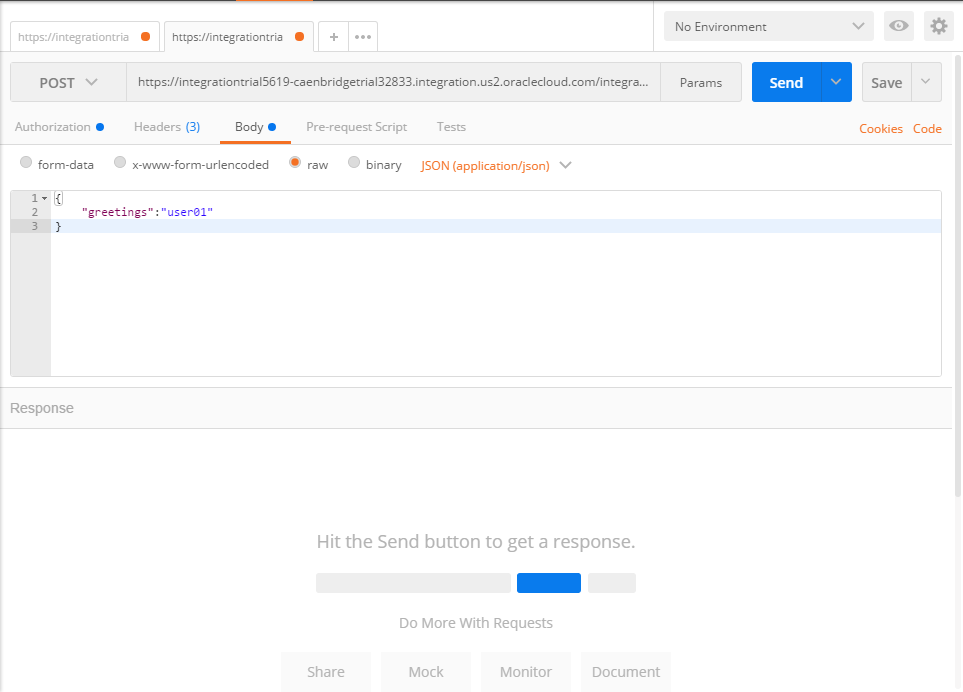 https://integrationtria https://integrationtria + ••• No Environment
POST https://integrationtrial5619-caenbridgetrial32833.integration.us2.oraclecloud.com/integra... Params Send Save
Authorization Headers (3) Body Pre-request Script Tests Cookies Code
form-data x-www-form-urlencoded raw binary JSON (application/json)
1 {
2 "greetings":"user01"
3 }
Response
Hit the Send button to get a response.
Do More With Requests
Share Mock Monitor Document